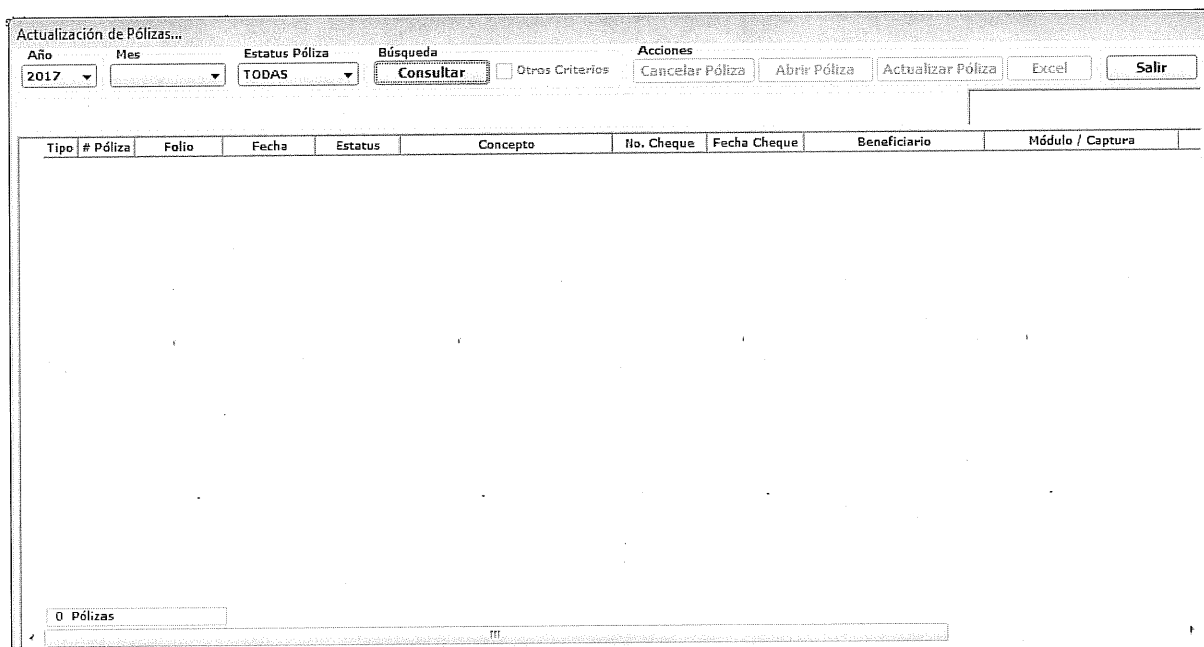 Actualización de Pólizas...
Año Mes Estatus Póliza Búsqueda Acciones
2017 TODAS Consultar Otros Criterios Cancelar Póliza Abrir Póliza Actualizar Póliza Excel Salir
Tipo # Póliza Folio Fecha Estatus Concepto No. Cheque Fecha Cheque Beneficiario Módulo / Captura
0 Pólizas